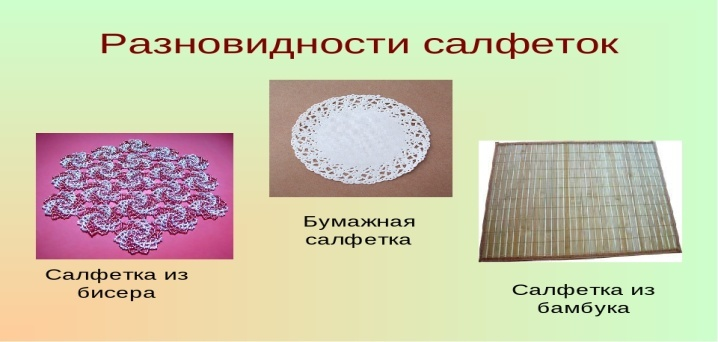 Разновидности салфеток
Бумажная
салфетка
Салфетка из
бисера
Салфетка из
бамбука